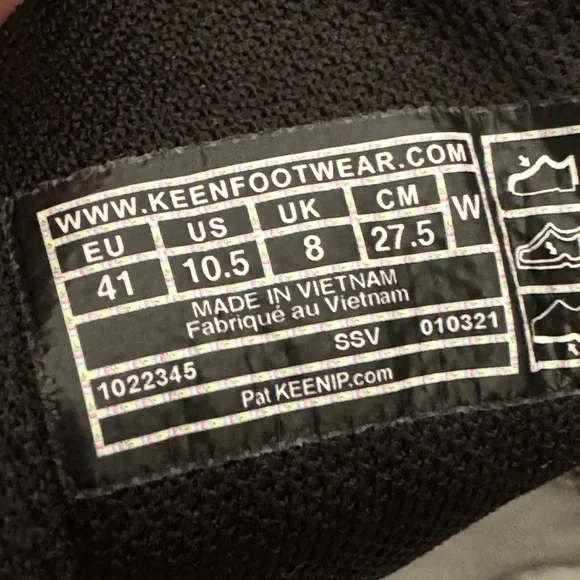 WWW.KEENFOOTWEAR.COM
EU US UK CM W
41 10.5 8 27.5
MADE IN VIETNAM
Fabriqué au Vietnam
1022345 SSV 010321
Pat KEENIP.com